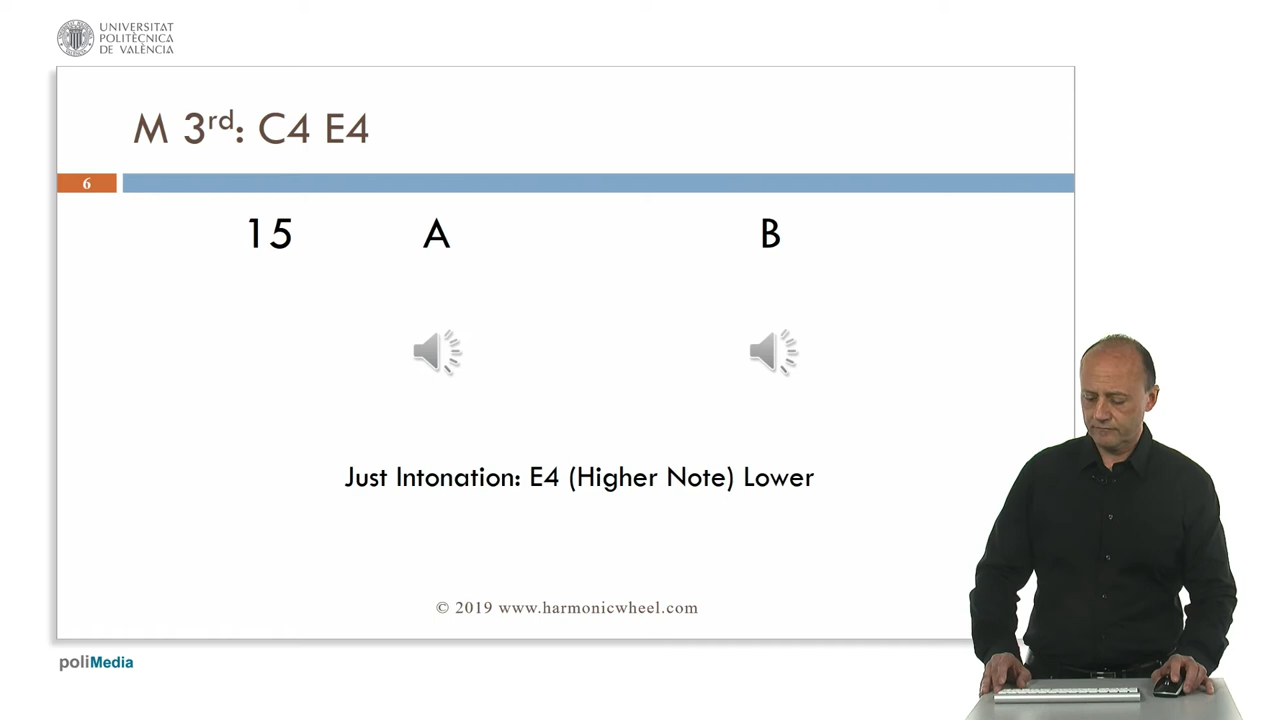 UNIVERSITAT
POLITÈCNICA
DE VALÈNCIA
M 3rd: C4 E4
6
15 A B
Just Intonation: E4 (Higher Note) Lower
© 2019 www.harmonicwheel.com
poliMedia